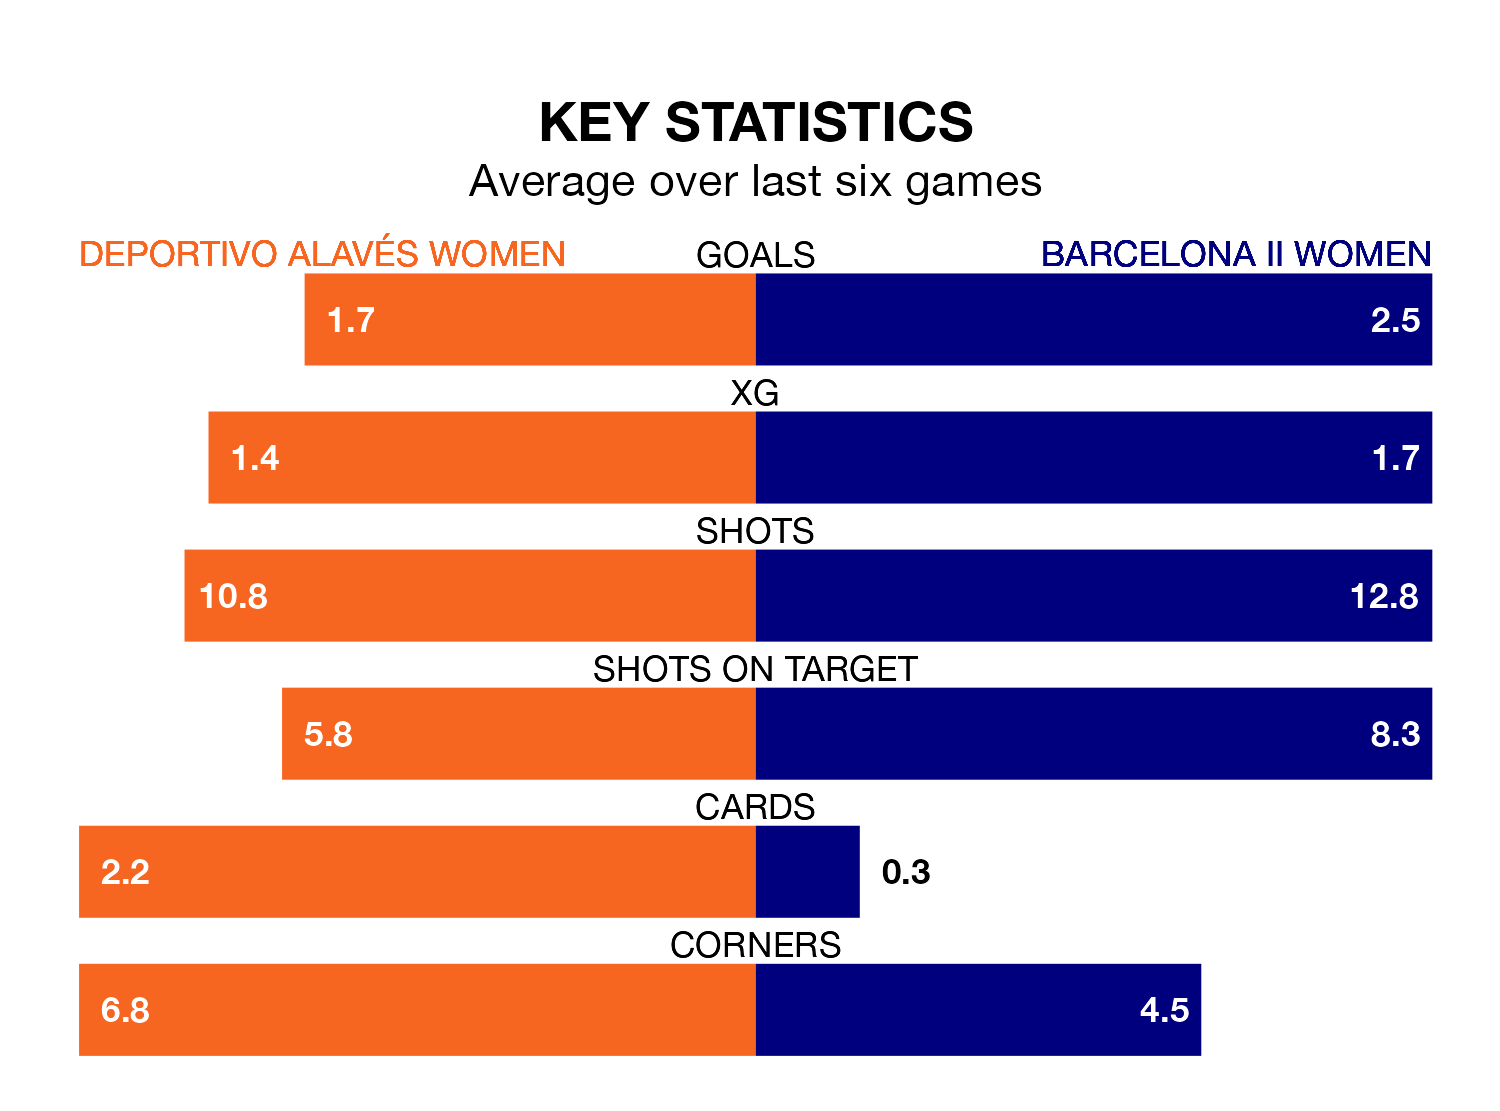 KEY STATISTICS
Average over last six games
DEPORTIVO ALAVÉS WOMEN GOALS BARCELONA II WOMEN
1.7 2.5
XG
1.4 1.7
SHOTS
10.8 12.8
SHOTS ON TARGET
5.8 8.3
CARDS
2.2 0.3
CORNERS
6.8 4.5